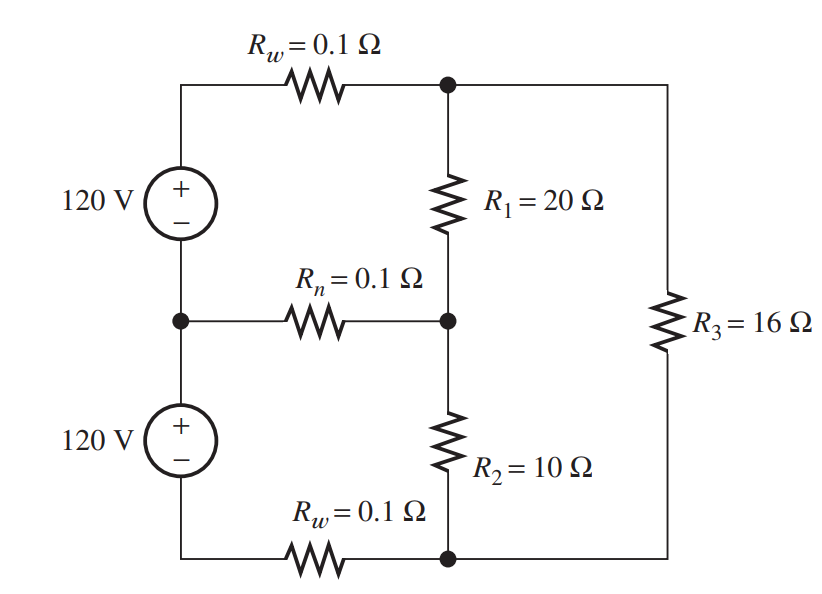 R_w = 0.1 Ω
+
120 V
−
R_1 = 20 Ω
R_n = 0.1 Ω
R_3 = 16 Ω
+
120 V
−
R_2 = 10 Ω
R_w = 0.1 Ω